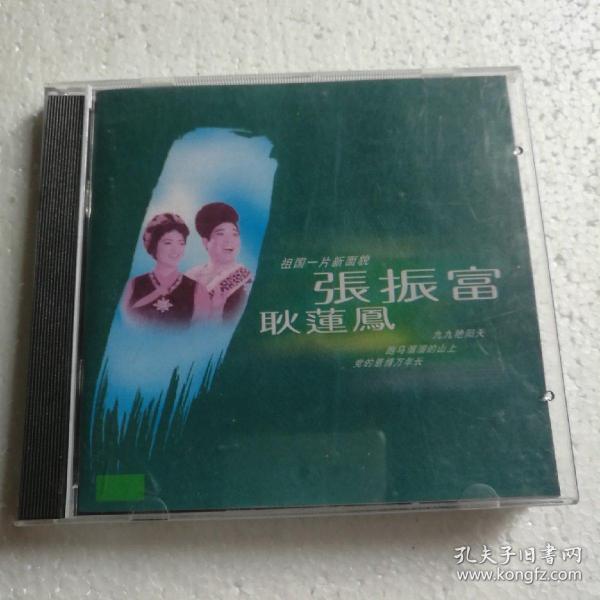 祖国一片新面貌
張振富
耿蓮鳳
九九艳阳天
跑马溜溜的山上
党的恩情万年长
孔夫子旧书网
www.kongfz.com